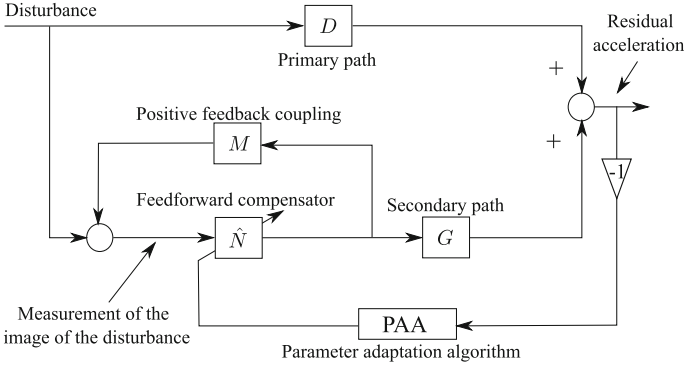 Disturbance
D
Primary path
Residual
acceleration
+
+
Positive feedback coupling
M
-1
Feedforward compensator
N̂
Secondary path
G
Measurement of the
image of the disturbance
PAA
Parameter adaptation algorithm